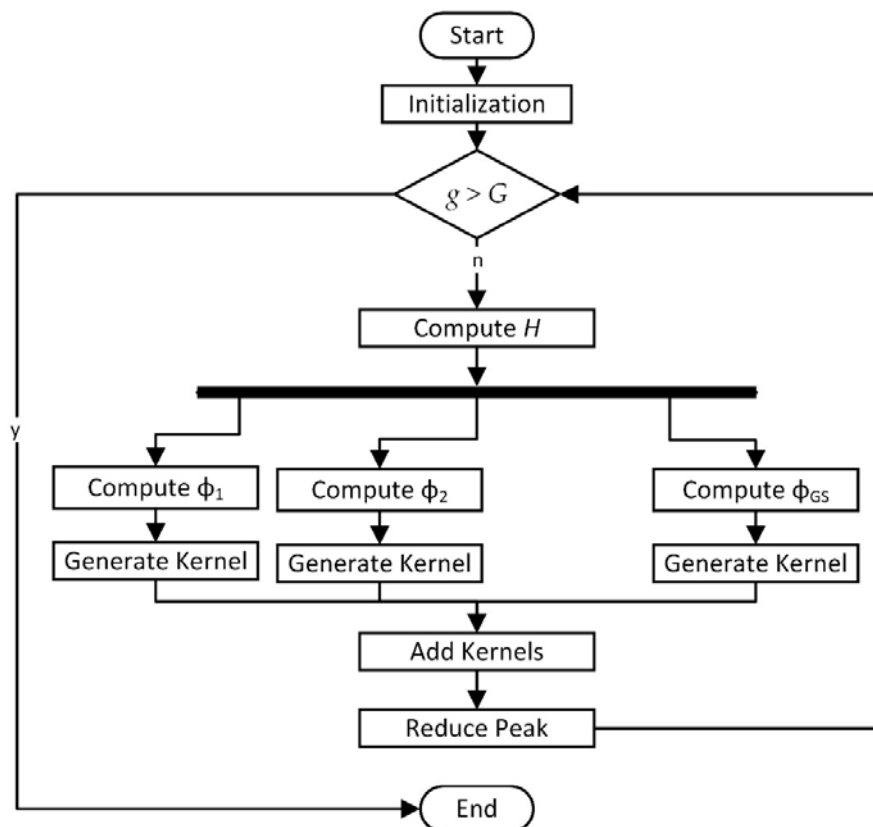 Start
Initialization
g > G
n
Compute H
y
Compute ϕ₁
Compute ϕ₂
Compute ϕGS
Generate Kernel
Generate Kernel
Generate Kernel
Add Kernels
Reduce Peak
End